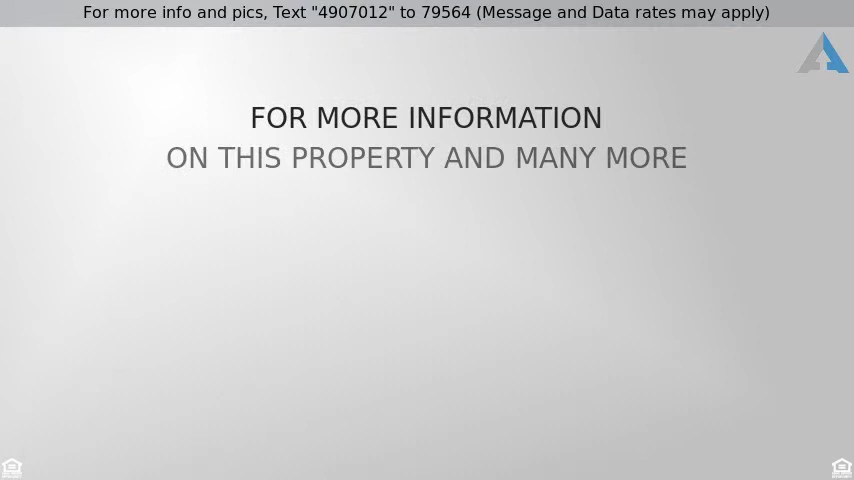 For more info and pics, Text "4907012" to 79564 (Message and Data rates may apply)
FOR MORE INFORMATION
ON THIS PROPERTY AND MANY MORE